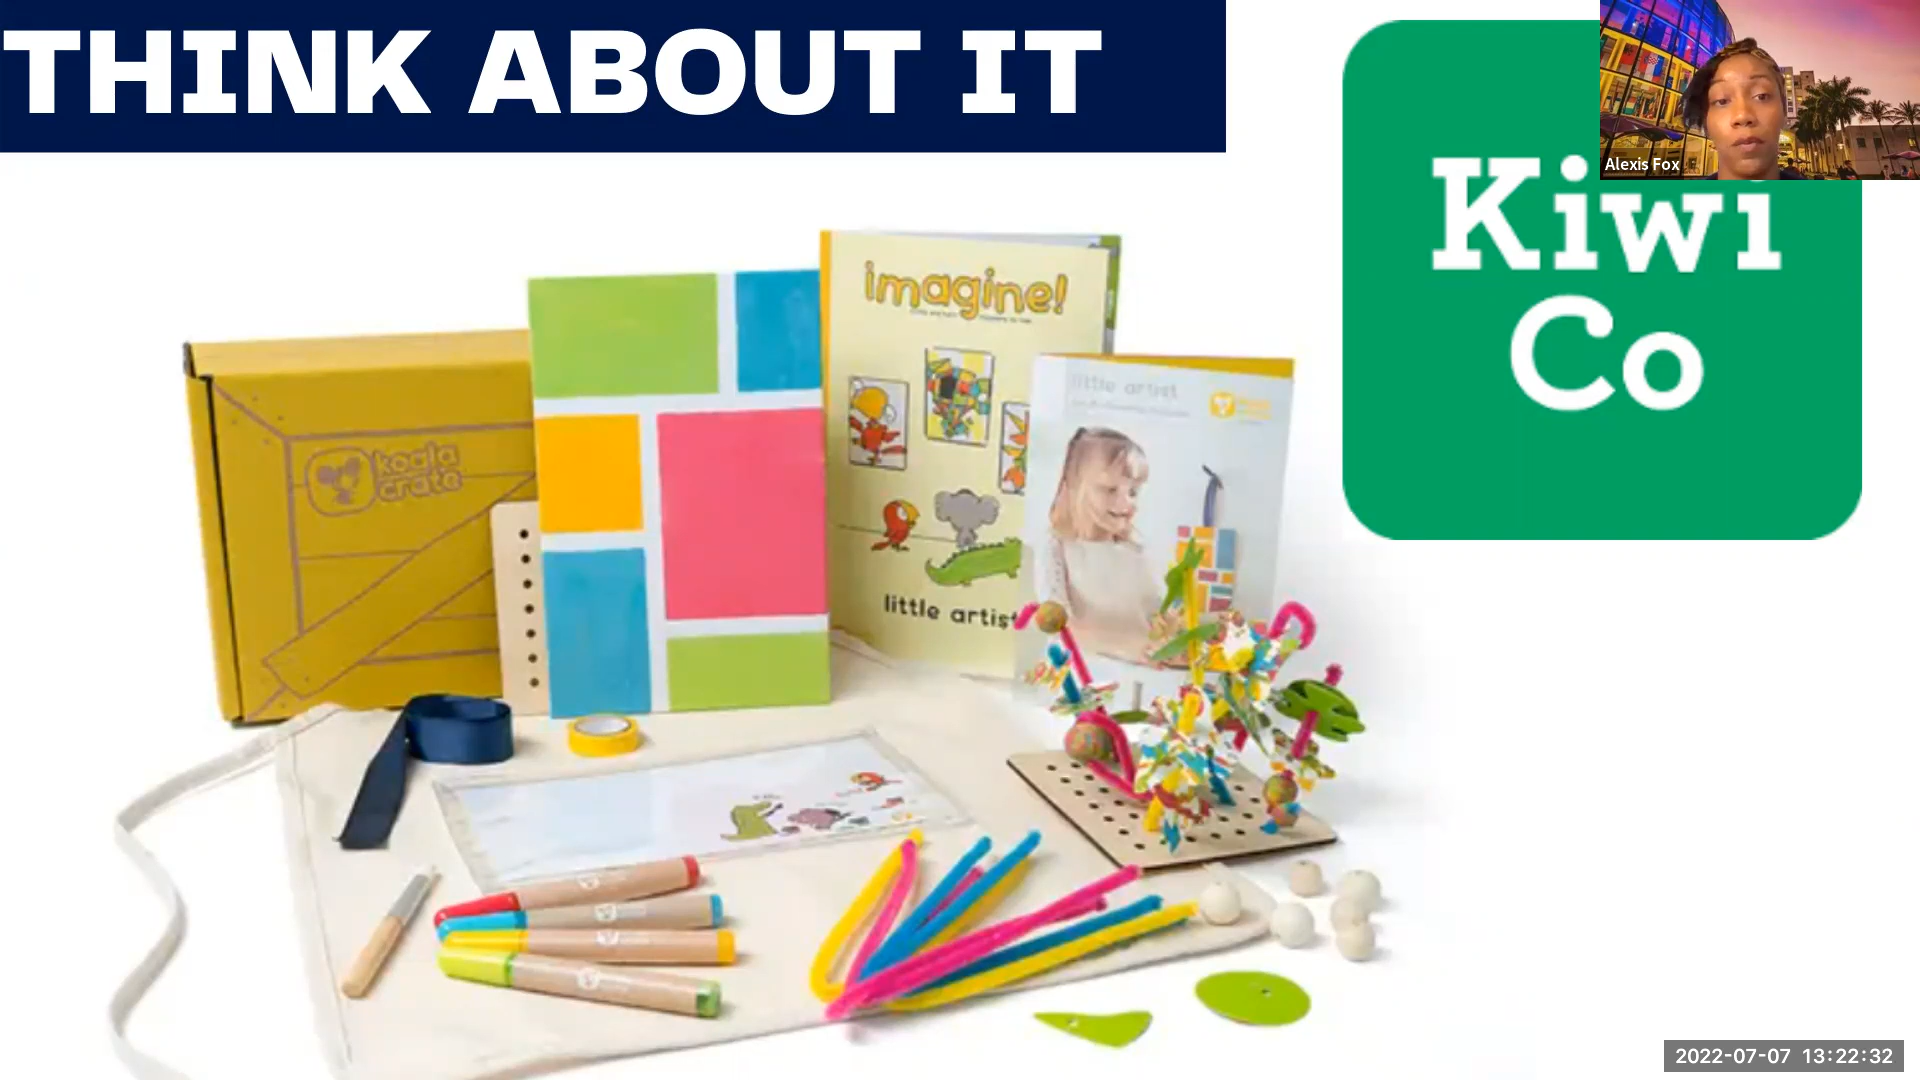 THINK ABOUT IT
Alexis Fox
Kiwi
Co
imagine!
little artist
koala
crate
little artist
2022-07-07 13:22:32